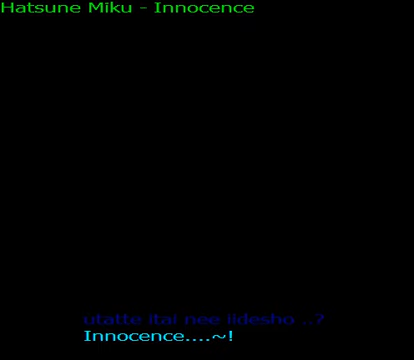 Hatsune Miku - Innocence
utatte itai nee iidesho ..?
Innocence....~!